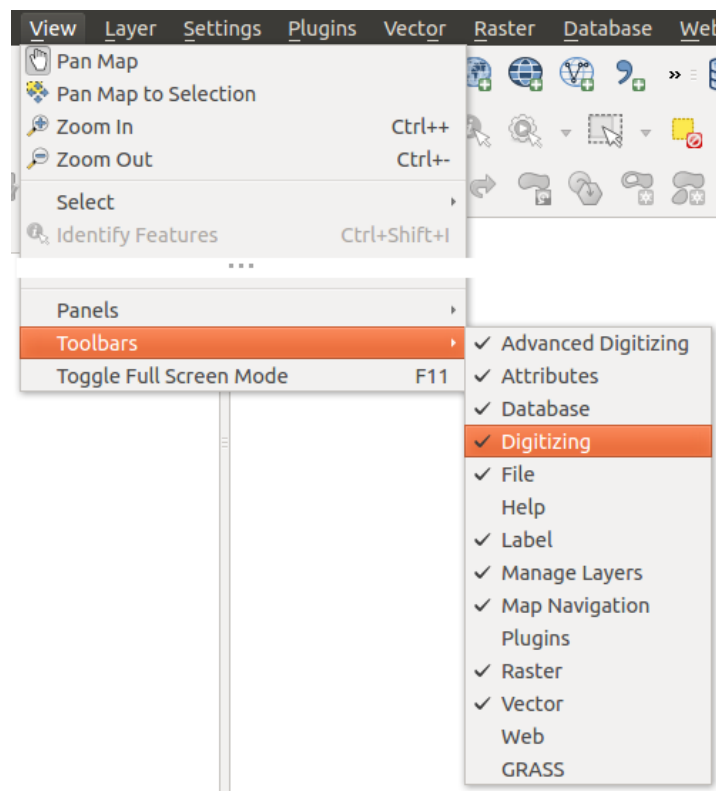 View Layer Settings Plugins Vector Raster Database Web
Pan Map
Pan Map to Selection
Zoom In Ctrl++
Zoom Out Ctrl+-
Select
Identify Features Ctrl+Shift+I
...
Panels
Toolbars
Toggle Full Screen Mode F11
Advanced Digitizing
Attributes
Database
Digitizing
File
Help
Label
Manage Layers
Map Navigation
Plugins
Raster
Vector
Web
GRASS